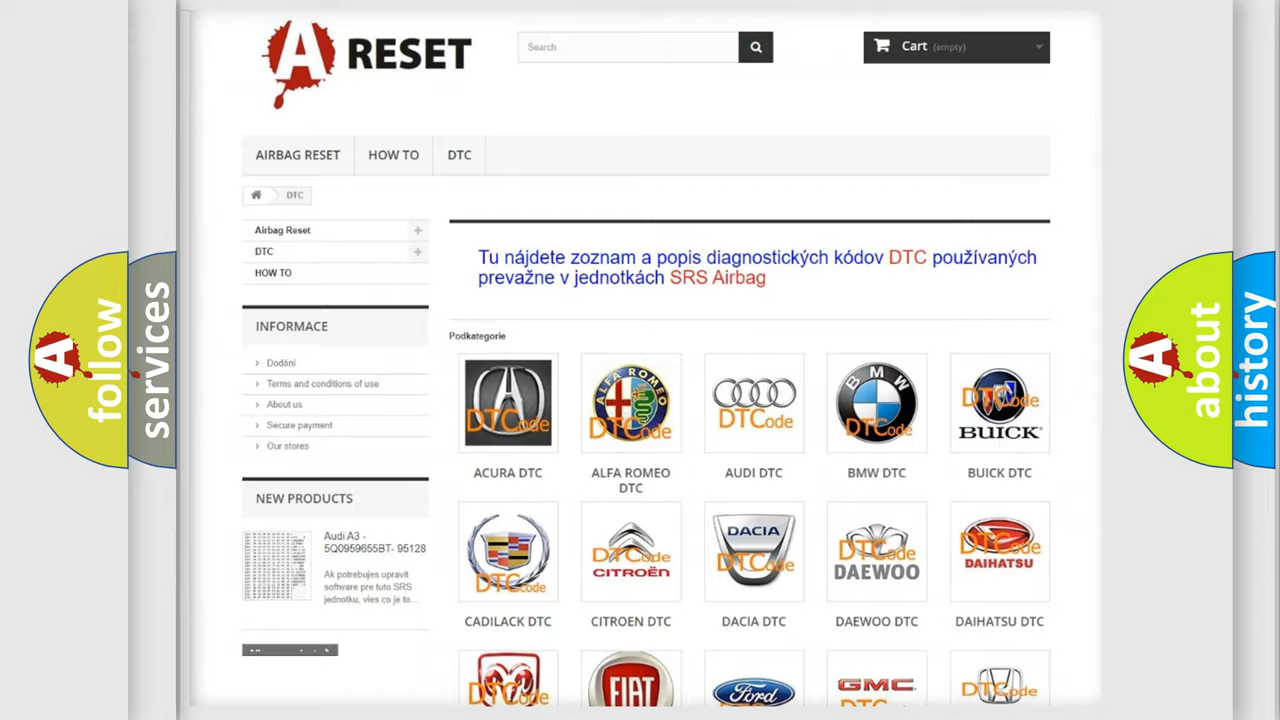 A RESET
Search
Cart (empty)
AIRBAG RESET
HOW TO
DTC
DTC
Airbag Reset
DTC
HOW TO
INFORMACE
Dodání
Terms and conditions of use
About us
Secure payment
Our stores
NEW PRODUCTS
Audi A3 -
5Q0959655BT- 95128
Ak potrebujes upravit
software pre tuto SRS
jednotku, vies co je to...
Tu nájdete zoznam a popis diagnostických kódov DTC používaných
prevažne v jednotkách SRS Airbag
Podkategorie
DTCode
ALFA ROMEO
DTCode
DTCode
BMW
DTCode
DTCode
BUICK
ACURA DTC
ALFA ROMEO
DTC
AUDI DTC
BMW DTC
BUICK DTC
DTCode
DTCode
CITROËN
DACIA
DTCode
DTCode
DAEWOO
DTCode
DAIHATSU
CADILACK DTC
CITROEN DTC
DACIA DTC
DAEWOO DTC
DAIHATSU DTC
DTCode
FIAT
Ford
GMC
DTCode
A follow
services
A about
history